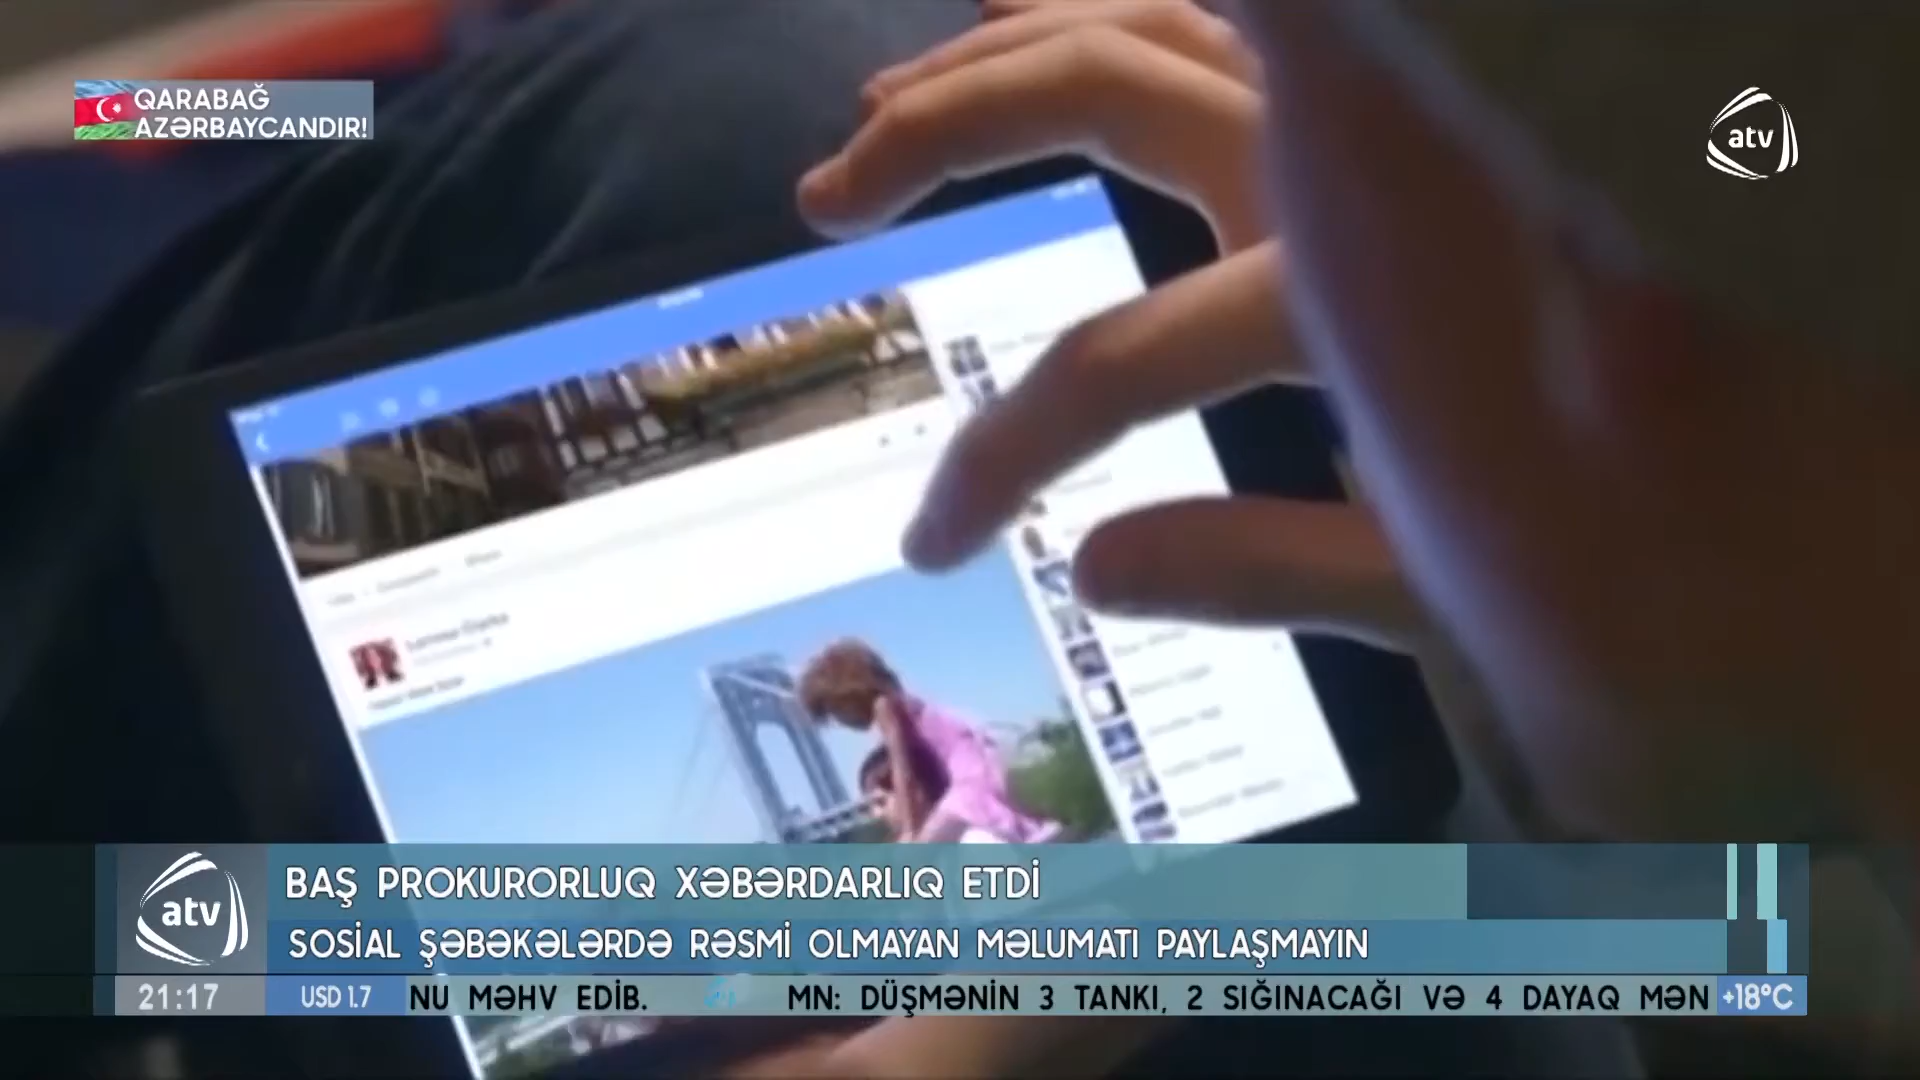 QARABAĞ
AZƏRBAYCANDIR!
atv
BAŞ PROKURORLUQ XƏBƏRDARLIQ ETDİ
atv
SOSİAL ŞƏBƏKƏLƏRDƏ RƏSMİ OLMAYAN MƏLUMATI PAYLAŞMAYIN
21:17 USD 1.7 NU MƏHV EDİB. MN: DÜŞMƏNİN 3 TANKI, 2 SIĞINACAĞI VƏ 4 DAYAQ MƏN +18°C